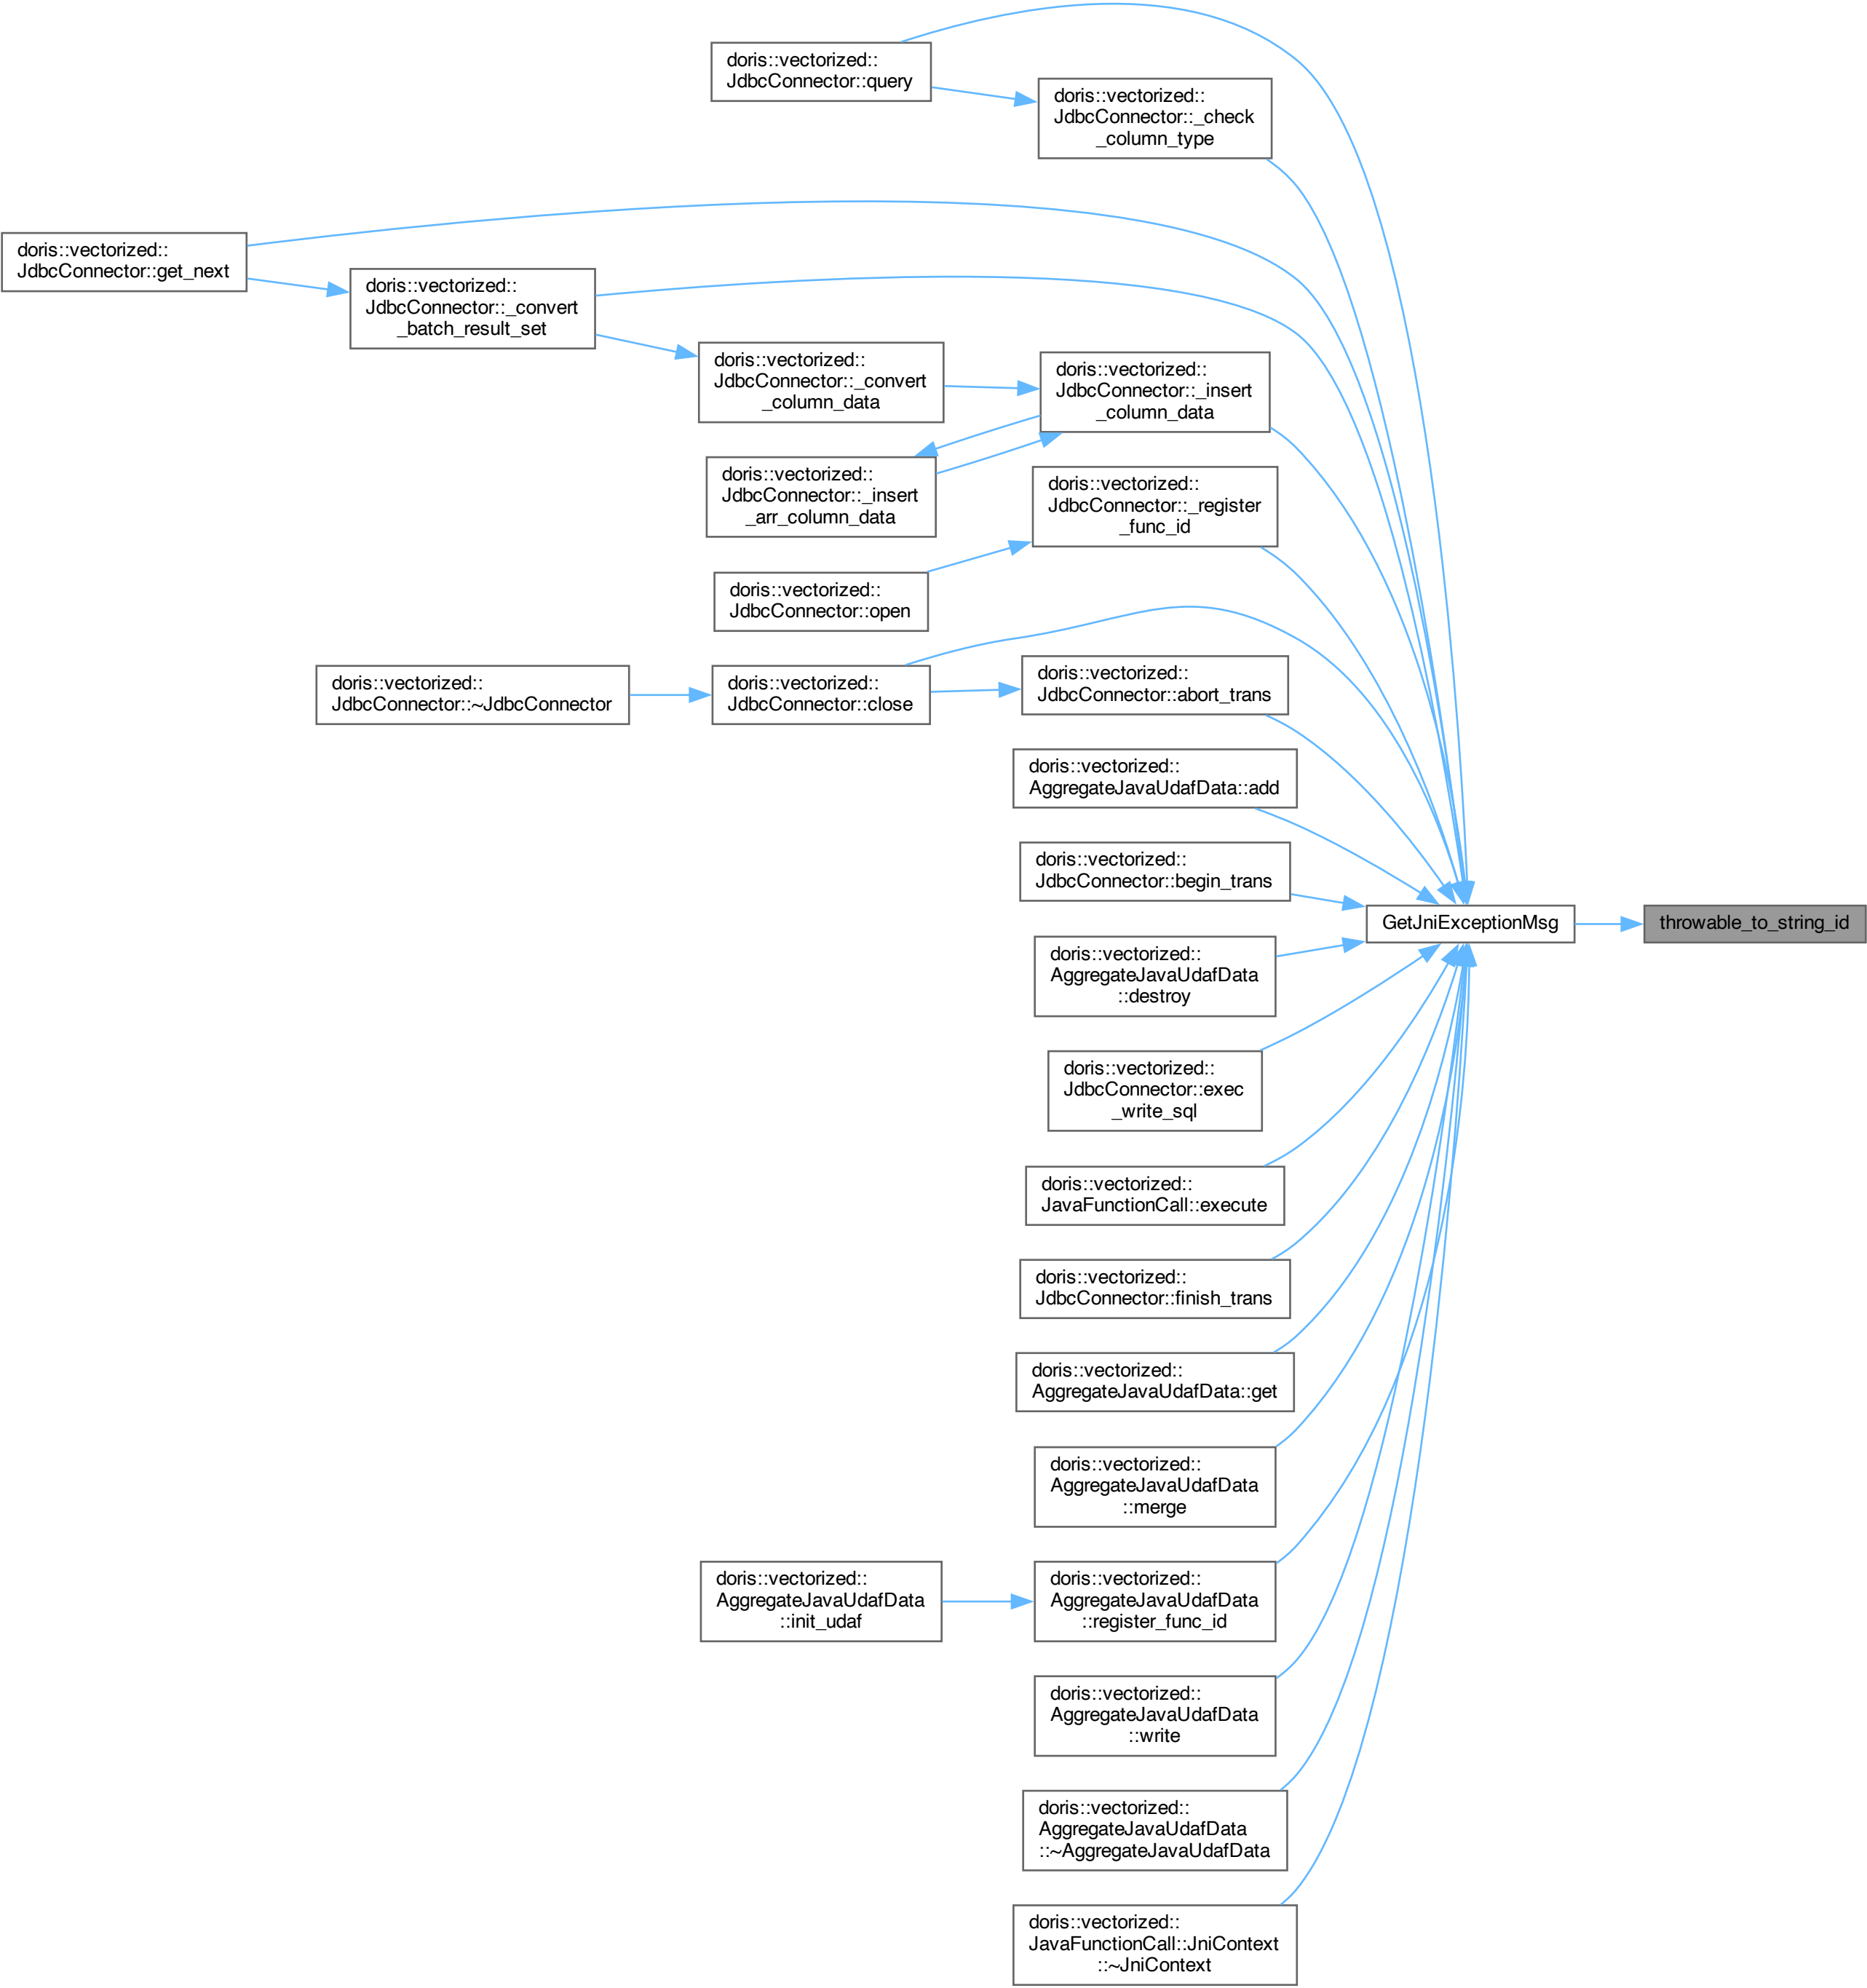 doris::vectorized::
JdbcConnector::query
doris::vectorized::
JdbcConnector::_check
_column_type
doris::vectorized::
JdbcConnector::get_next
doris::vectorized::
JdbcConnector::_convert
_batch_result_set
doris::vectorized::
JdbcConnector::_convert
_column_data
doris::vectorized::
JdbcConnector::_insert
_column_data
doris::vectorized::
JdbcConnector::_insert
_arr_column_data
doris::vectorized::
JdbcConnector::_register
_func_id
doris::vectorized::
JdbcConnector::open
doris::vectorized::
JdbcConnector::~JdbcConnector
doris::vectorized::
JdbcConnector::close
doris::vectorized::
JdbcConnector::abort_trans
doris::vectorized::
AggregateJavaUdafData::add
doris::vectorized::
JdbcConnector::begin_trans
GetJniExceptionMsg
throwable_to_string_id
doris::vectorized::
AggregateJavaUdafData
::destroy
doris::vectorized::
JdbcConnector::exec
_write_sql
doris::vectorized::
JavaFunctionCall::execute
doris::vectorized::
JdbcConnector::finish_trans
doris::vectorized::
AggregateJavaUdafData::get
doris::vectorized::
AggregateJavaUdafData
::merge
doris::vectorized::
AggregateJavaUdafData
::init_udaf
doris::vectorized::
AggregateJavaUdafData
::register_func_id
doris::vectorized::
AggregateJavaUdafData
::write
doris::vectorized::
AggregateJavaUdafData
::~AggregateJavaUdafData
doris::vectorized::
JavaFunctionCall::JniContext
::~JniContext